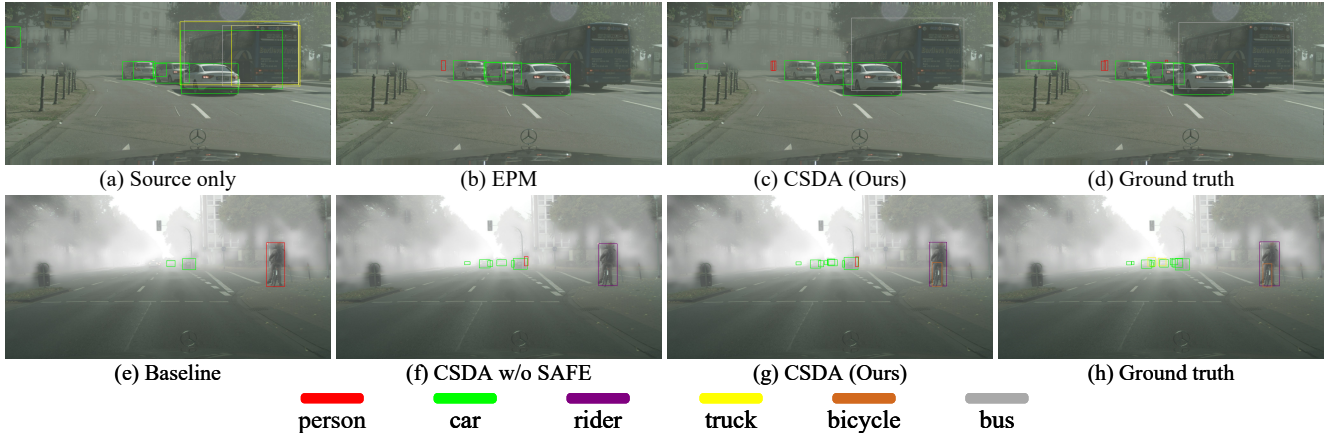 (a) Source only (b) EPM (c) CSDA (Ours) (d) Ground truth
(e) Baseline (f) CSDA w/o SAFE (g) CSDA (Ours) (h) Ground truth
person car rider truck bicycle bus